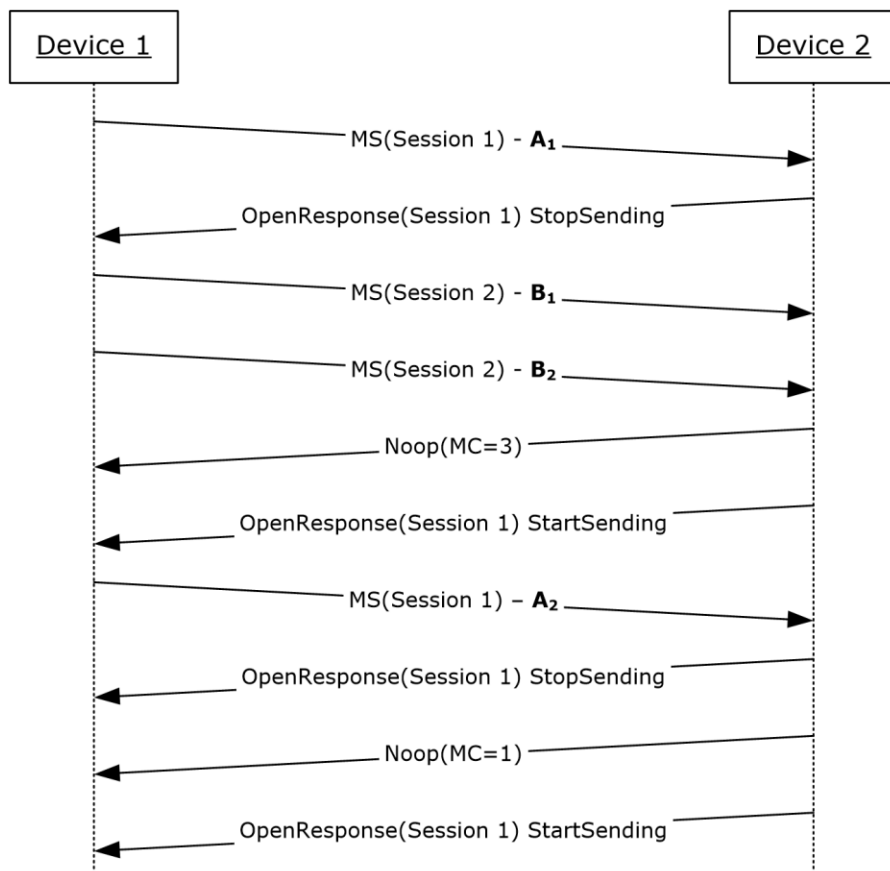 Device 1
Device 2
MS(Session 1) - A₁
OpenResponse(Session 1) StopSending
MS(Session 2) - B₁
MS(Session 2) - B₂
Noop(MC=3)
OpenResponse(Session 1) StartSending
MS(Session 1) – A₂
OpenResponse(Session 1) StopSending
Noop(MC=1)
OpenResponse(Session 1) StartSending